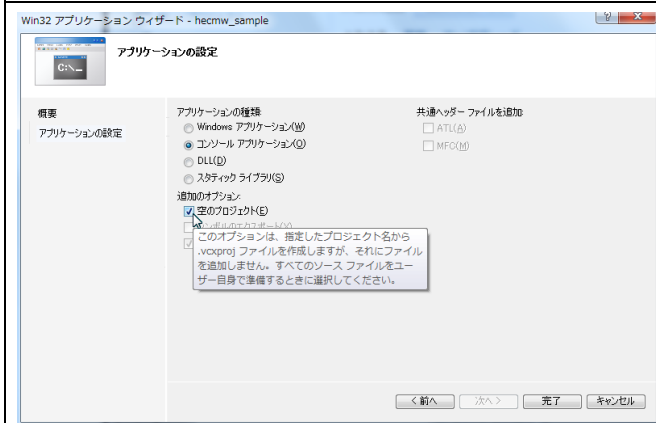 Win32 アプリケーション ウィザード - hecmw_sample
アプリケーションの設定
C:\_
概要
アプリケーションの設定
アプリケーションの種類:
Windows アプリケーション(W)
コンソール アプリケーション(O)
DLL(D)
スタティック ライブラリ(S)
追加のオプション:
空のプロジェクト(E)
このオプションは、指定したプロジェクト名から
.vcxproj ファイルを作成しますが、それにファイル
を追加しません。すべてのソース ファイルをユー
ザー自身で準備するときに選択してください。
共通ヘッダー ファイルを追加:
ATL(A)
MFC(M)
< 前へ
次へ >
完了
キャンセル